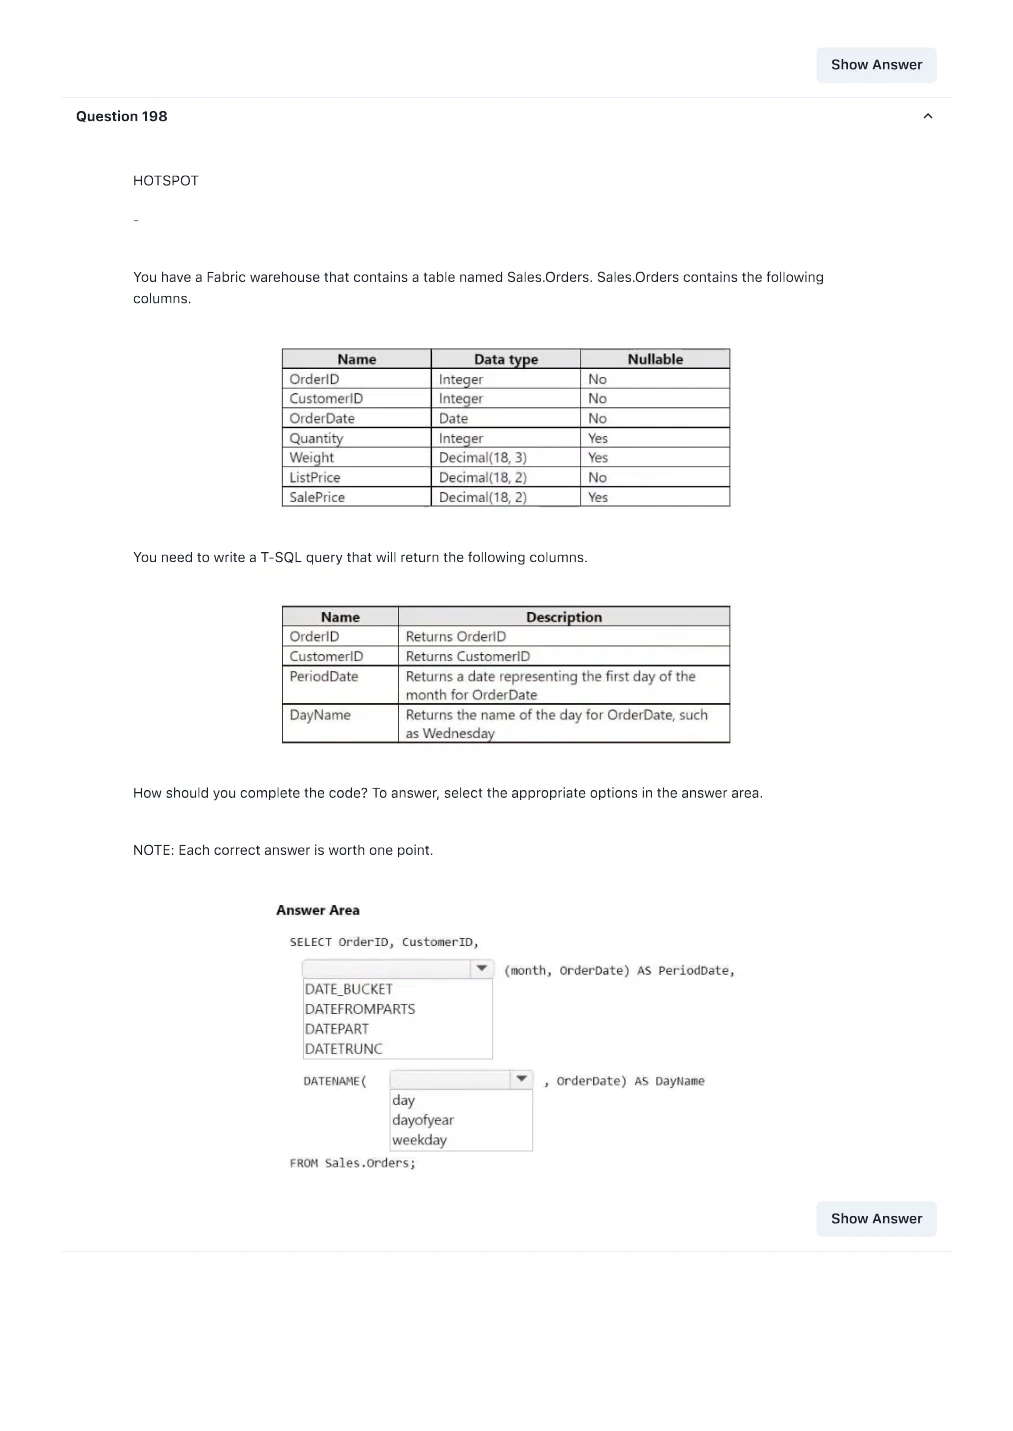 Show Answer
Question 198
HOTSPOT
-
You have a Fabric warehouse that contains a table named Sales.Orders. Sales.Orders contains the following
columns.
Name Data type Nullable
OrderID Integer No
CustomerID Integer No
OrderDate Date No
Quantity Integer Yes
Weight Decimal(18, 3) Yes
ListPrice Decimal(18, 2) No
SalePrice Decimal(18, 2) Yes
You need to write a T-SQL query that will return the following columns.
Name Description
OrderID Returns OrderID
CustomerID Returns CustomerID
PeriodDate Returns a date representing the first day of the
month for OrderDate
DayName Returns the name of the day for OrderDate, such
as Wednesday
How should you complete the code? To answer, select the appropriate options in the answer area.
NOTE: Each correct answer is worth one point.
Answer Area
SELECT OrderID, CustomerID,
(month, OrderDate) AS PeriodDate,
DATE_BUCKET
DATEFROMPARTS
DATEPART
DATETRUNC
DATENAME( , OrderDate) AS DayName
day
dayofyear
weekday
FROM Sales.Orders;
Show Answer